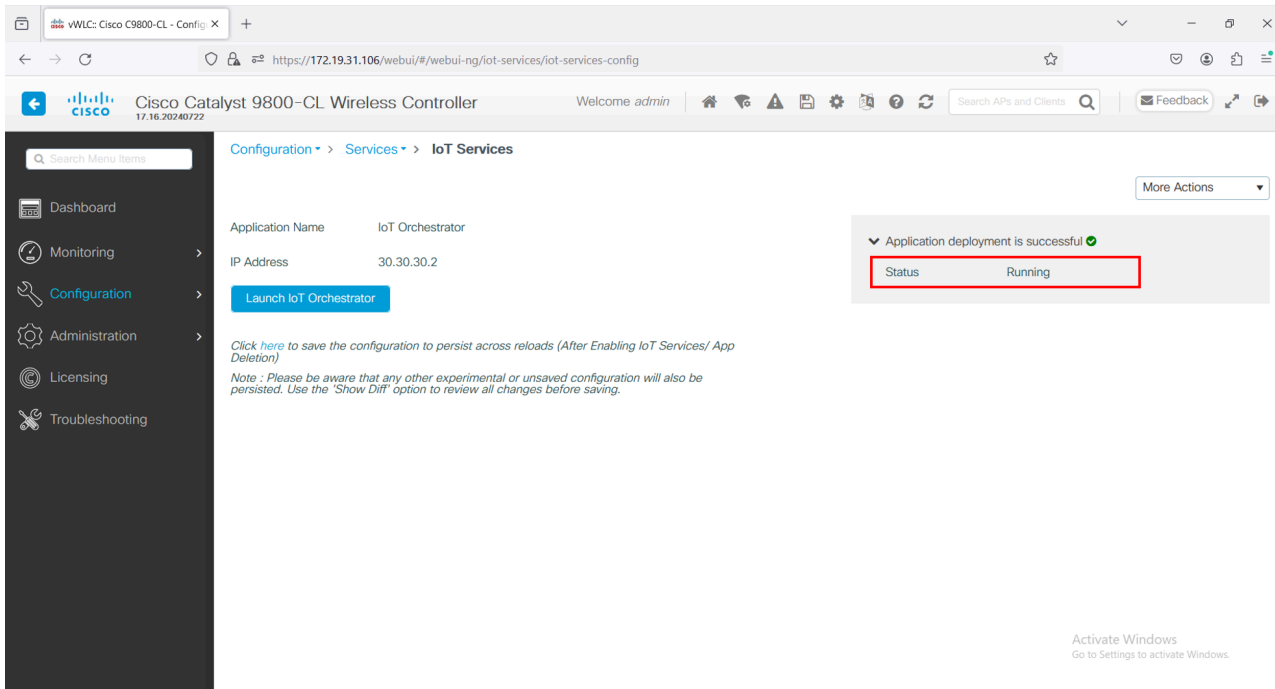 vWLC:: Cisco C9800-CL - Config
https://172.19.31.106/webui/#/webui-ng/iot-services/iot-services-config
CISCO
Cisco Catalyst 9800-CL Wireless Controller
17.16.20240722
Welcome admin
Search APs and Clients
Feedback
Search Menu Items
Dashboard
Monitoring
Configuration
Administration
Licensing
Troubleshooting
Configuration > Services > IoT Services
More Actions
Application Name IoT Orchestrator
IP Address 30.30.30.2
Launch IoT Orchestrator
Click here to save the configuration to persist across reloads (After Enabling IoT Services/ App
Deletion)
Note : Please be aware that any other experimental or unsaved configuration will also be
persisted. Use the 'Show Diff' option to review all changes before saving.
Application deployment is successful
Status Running
Activate Windows
Go to Settings to activate Windows.